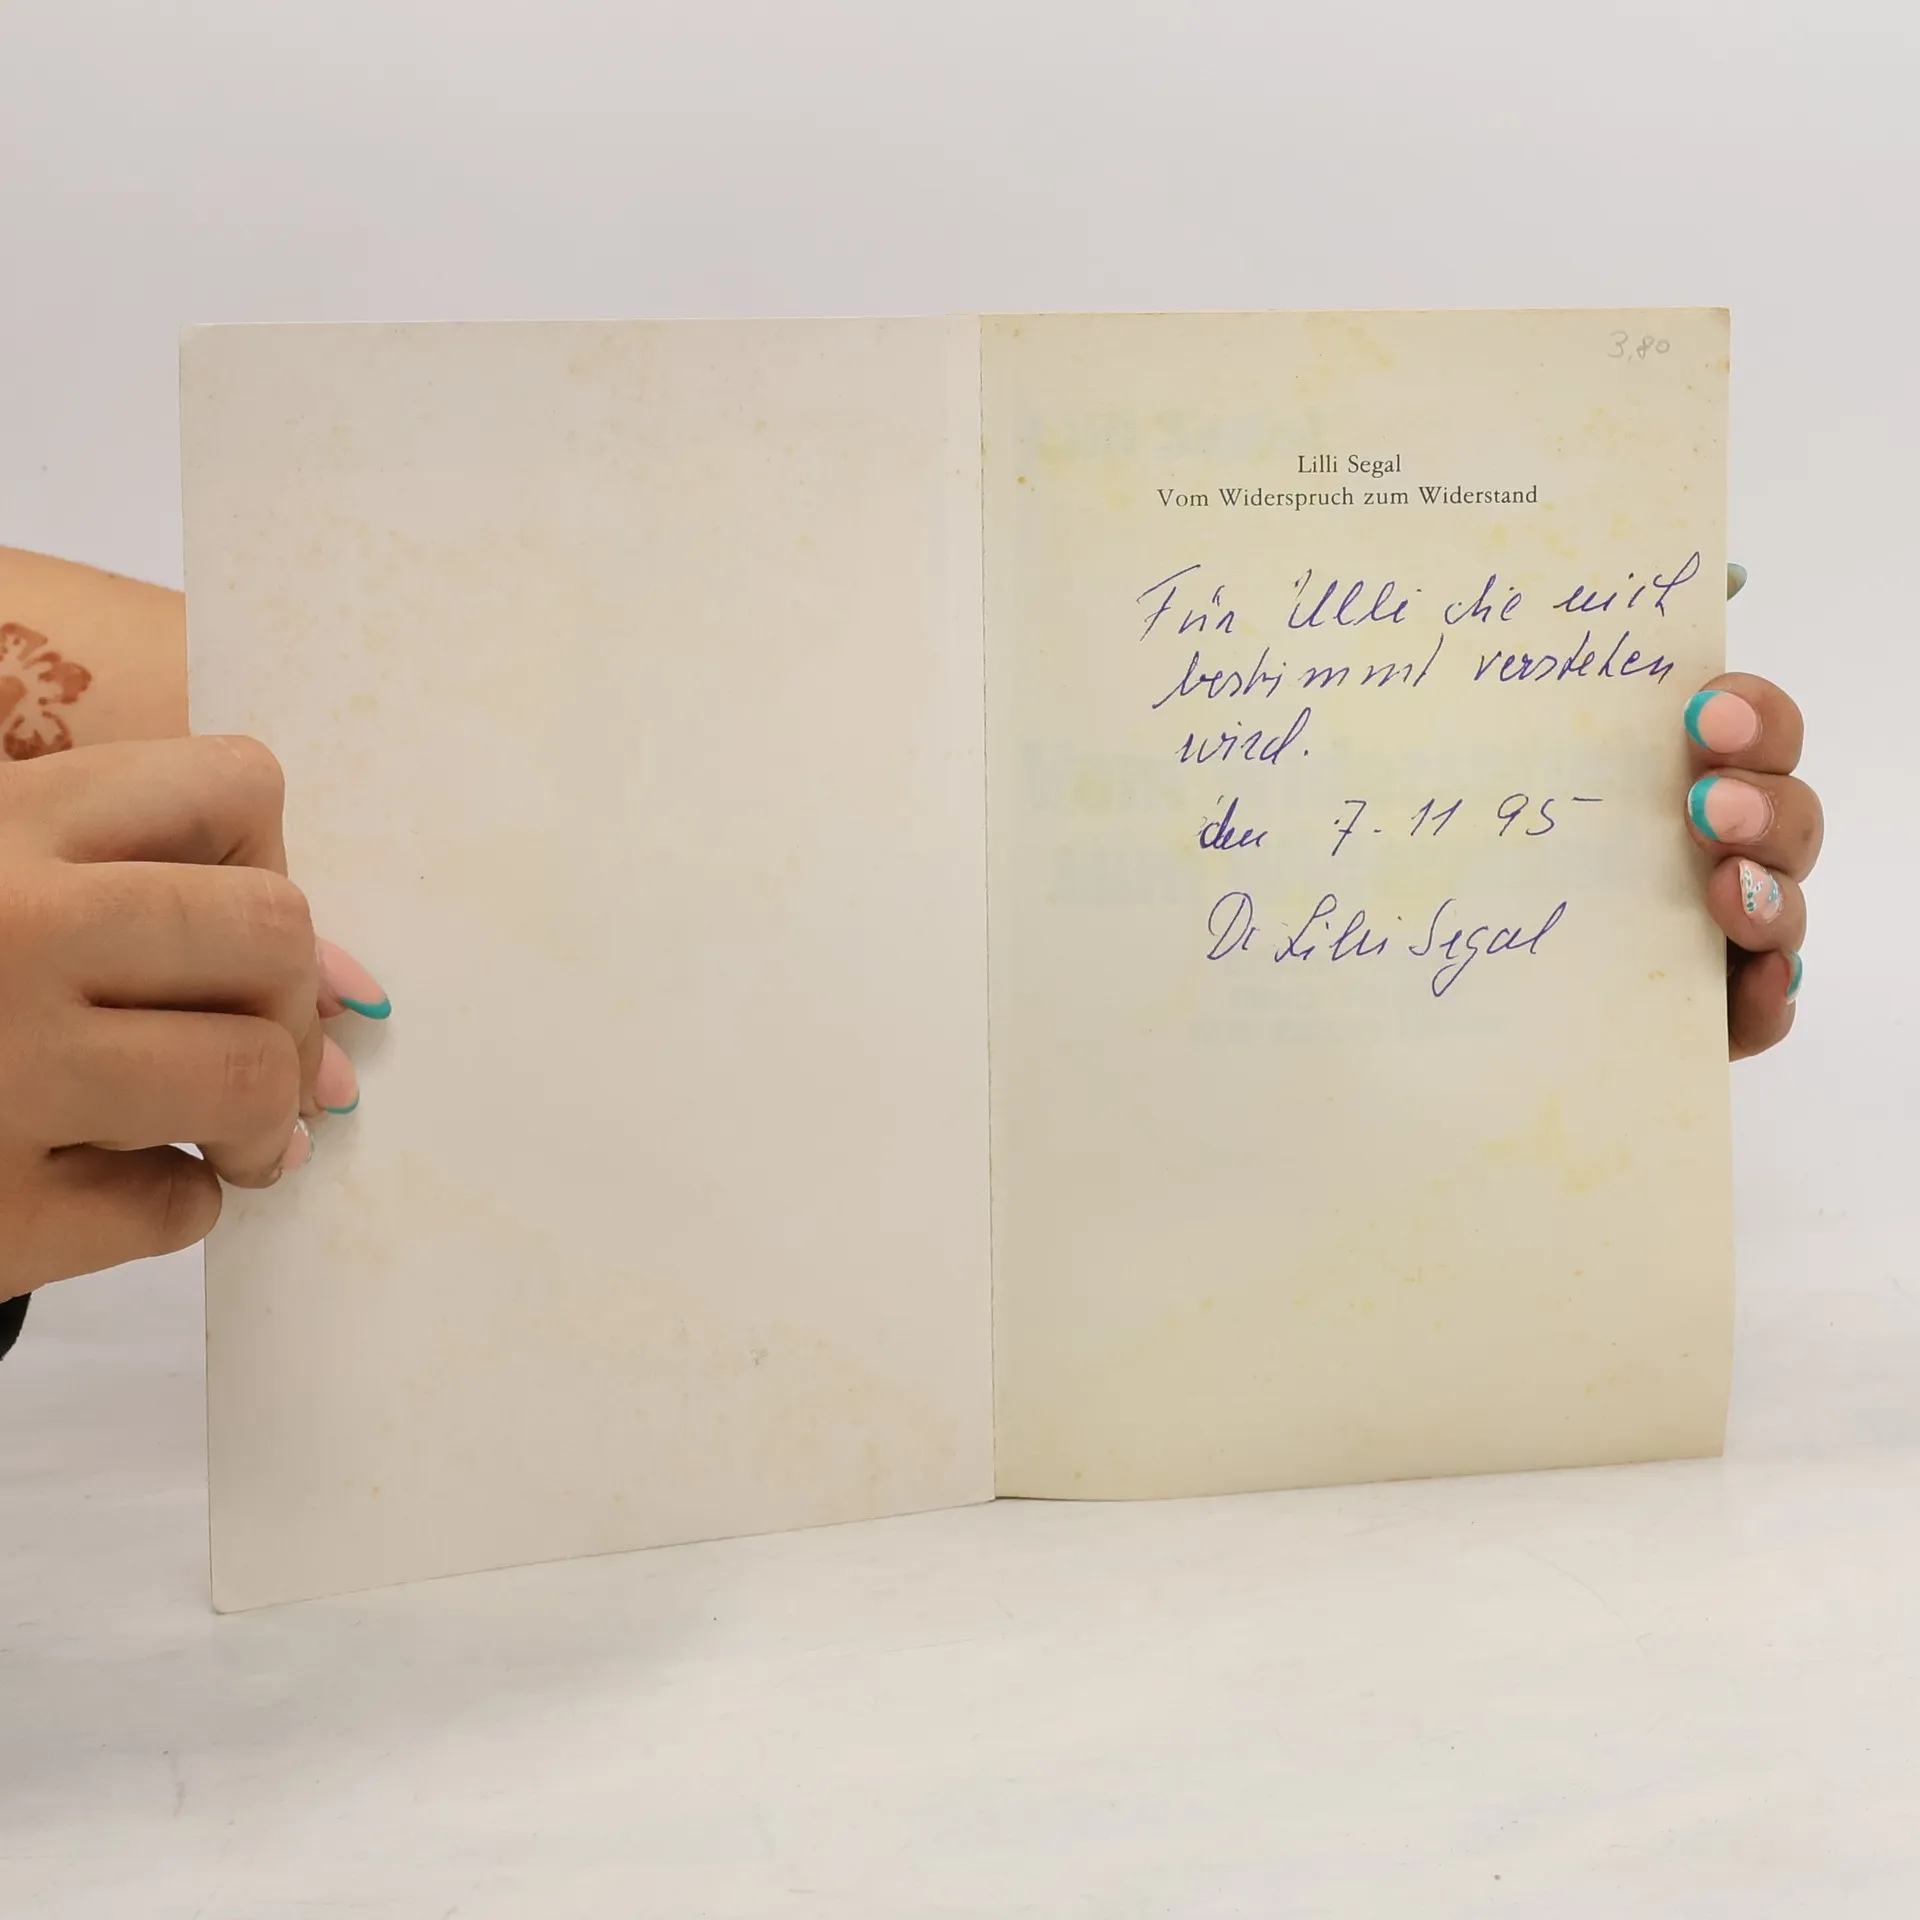 3,80
Lilli Segal
Vom Widerspruch zum Widerstand
Für Ulli die mich
bestimmt verstehen
wird.
den 7. 11 95
Dr Lilli Segal